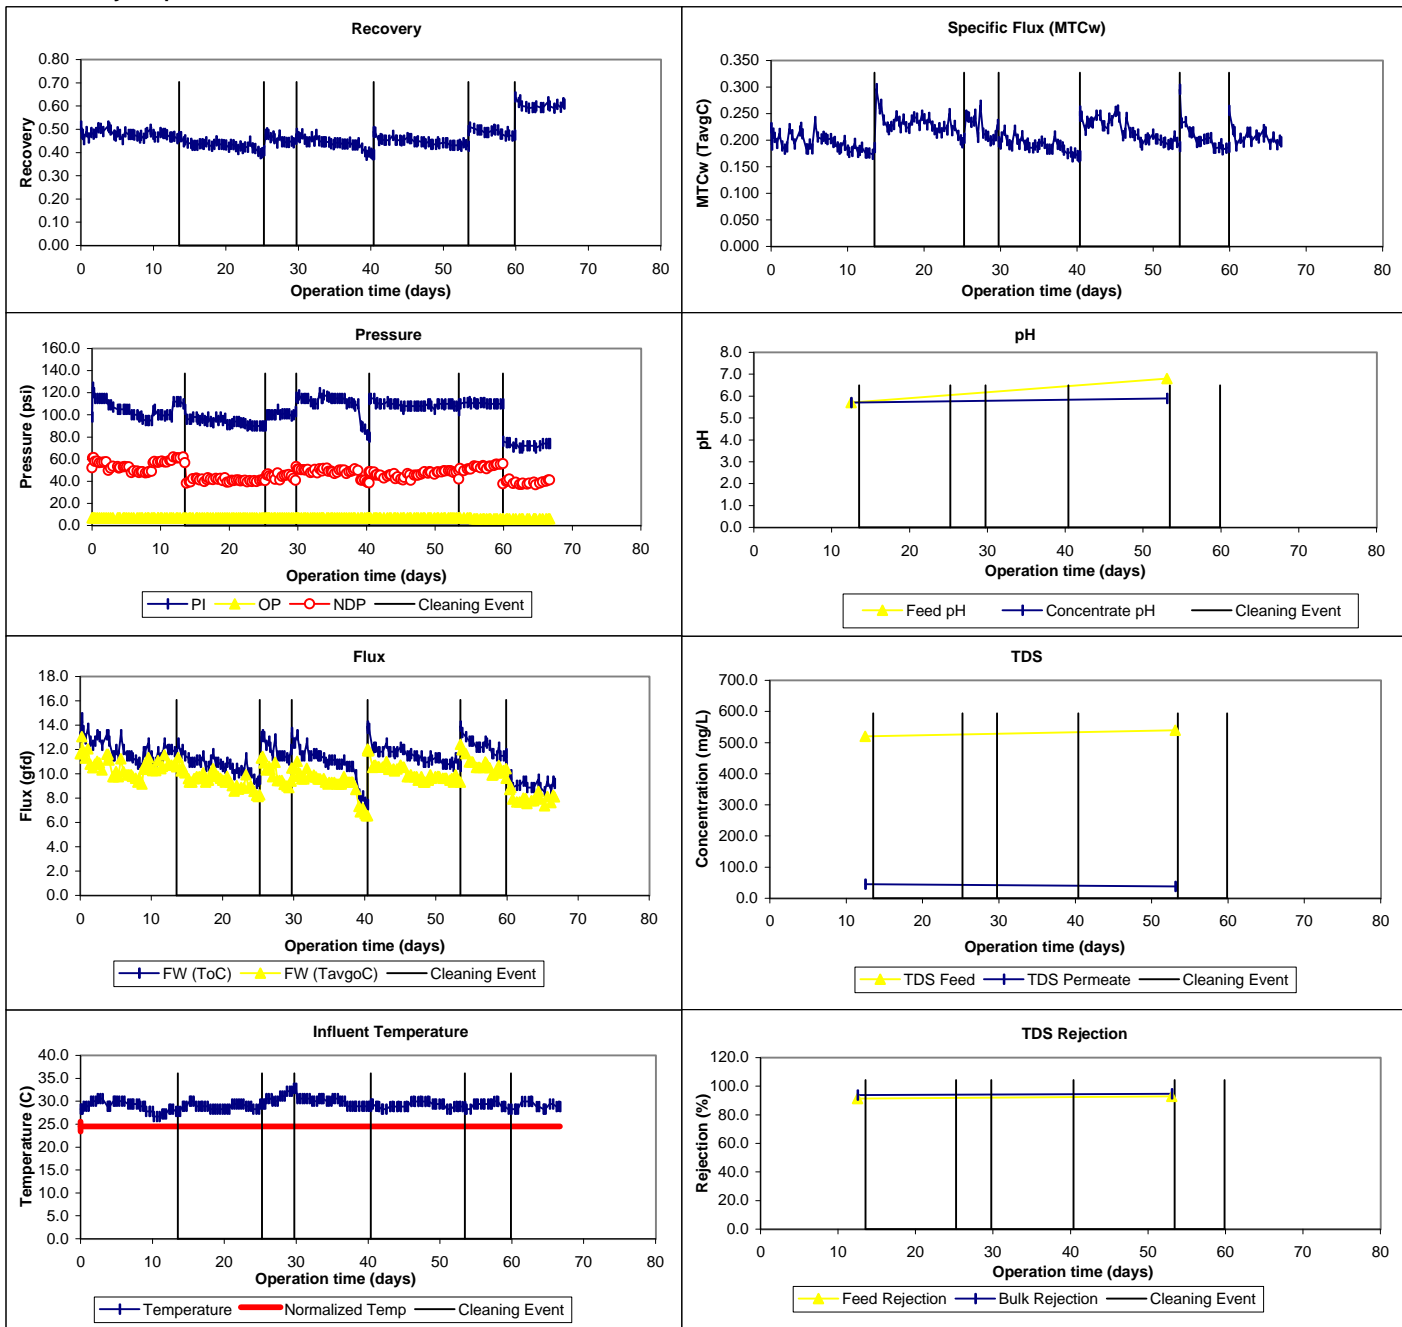 Recovery
0.80
0.70
0.60
0.50
0.40
0.30
0.20
0.10
0.00
Recovery
0 10 20 30 40 50 60 70 80
Operation time (days)
Specific Flux (MTCw)
0.350
0.300
0.250
0.200
0.150
0.100
0.050
0.000
MTCw (TavgC)
0 10 20 30 40 50 60 70 80
Operation time (days)
Pressure
160.0
140.0
120.0
100.0
80.0
60.0
40.0
20.0
0.0
Pressure (psi)
0 10 20 30 40 50 60 70 80
Operation time (days)
PI OP NDP Cleaning Event
pH
8.0
7.0
6.0
5.0
4.0
3.0
2.0
1.0
0.0
pH
0 10 20 30 40 50 60 70 80
Operation time (days)
Feed pH Concentrate pH Cleaning Event
Flux
18.0
16.0
14.0
12.0
10.0
8.0
6.0
4.0
2.0
0.0
Flux (gfd)
0 10 20 30 40 50 60 70 80
Operation time (days)
FW (ToC) FW (TavgoC) Cleaning Event
TDS
700.0
600.0
500.0
400.0
300.0
200.0
100.0
0.0
Concentration (mg/L)
0 10 20 30 40 50 60 70 80
Operation time (days)
TDS Feed TDS Permeate Cleaning Event
Influent Temperature
40.0
35.0
30.0
25.0
20.0
15.0
10.0
5.0
0.0
Temperature (C)
0 10 20 30 40 50 60 70 80
Operation time (days)
Temperature Normalized Temp Cleaning Event
TDS Rejection
120.0
100.0
80.0
60.0
40.0
20.0
0.0
Rejection (%)
0 10 20 30 40 50 60 70 80
Operation time (days)
Feed Rejection Bulk Rejection Cleaning Event